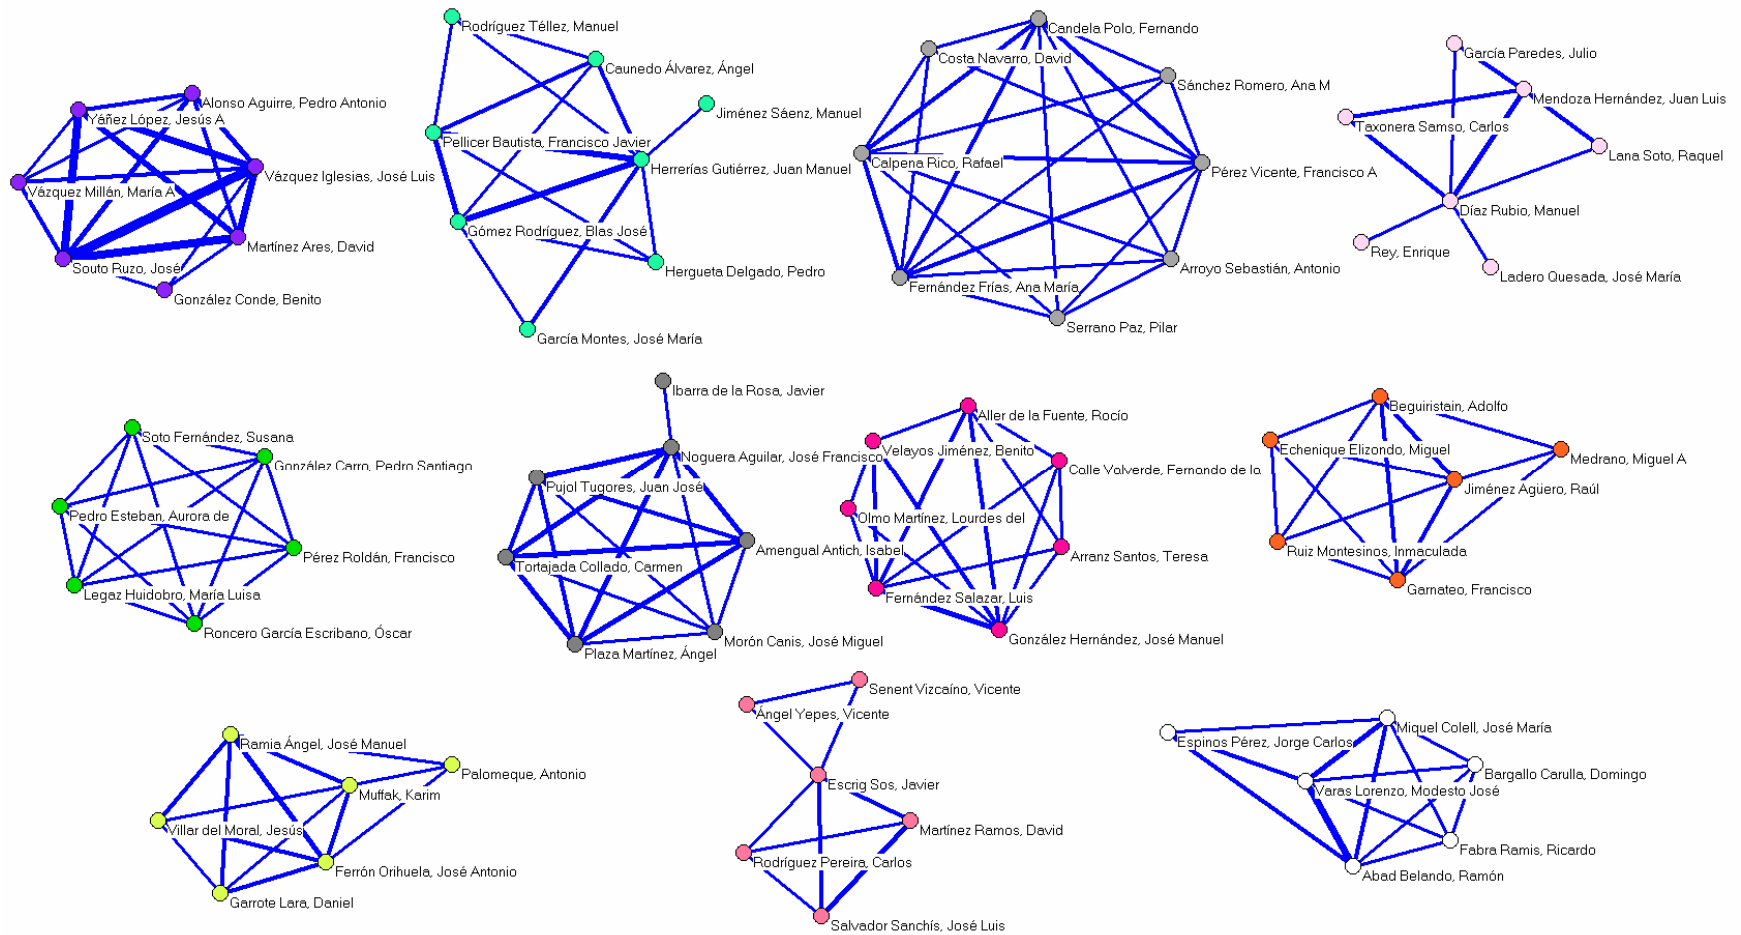 Alonso Aguirre, Pedro Antonio
Yáñez López, Jesús A
Vázquez Millán, María A
Vázquez Iglesias, José Luis
Martínez Ares, David
Souto Ruzo, José
González Conde, Benito
Rodríguez Téllez, Manuel
Caunedo Álvarez, Ángel
Jiménez Sáenz, Manuel
Pellicer Bautista, Francisco Javier
Herrerías Gutiérrez, Juan Manuel
Gómez Rodríguez, Blas José
Hergueta Delgado, Pedro
García Montes, José María
Candela Polo, Fernando
Costa Navarro, David
Sánchez Romero, Ana M
Calpena Rico, Rafael
Pérez Vicente, Francisco A
Arroyo Sebastián, Antonio
Fernández Frías, Ana María
Serrano Paz, Pilar
García Paredes, Julio
Mendoza Hernández, Juan Luis
Taxonera Samso, Carlos
Lana Soto, Raquel
Díaz Rubio, Manuel
Rey, Enrique
Ladero Quesada, José María
Soto Fernández, Susana
González Carro, Pedro Santiago
Pedro Esteban, Aurora de
Pérez Roldán, Francisco
Legaz Huidobro, María Luisa
Roncero García Escribano, Óscar
Ibarra de la Rosa, Javier
Noguera Aguilar, José Francisco
Pujol Tugores, Juan José
Amengual Antich, Isabel
Tortajada Collado, Carmen
Morón Canis, José Miguel
Plaza Martínez, Ángel
Aller de la Fuente, Rocío
Velayos Jiménez, Benito
Calle Valverde, Fernando de la
Olmo Martínez, Lourdes del
Arranz Santos, Teresa
Fernández Salazar, Luis
González Hernández, José Manuel
Beguiristain, Adolfo
Echenique Elizondo, Miguel
Medrano, Miguel A
Jiménez Agüero, Raúl
Ruiz Montesinos, Inmaculada
Garnateo, Francisco
Ramia Ángel, José Manuel
Palomeque, Antonio
Muffak, Karim
Villar del Moral, Jesús
Ferrón Orihuela, José Antonio
Garrote Lara, Daniel
Senent Vizcaíno, Vicente
Ángel Yepes, Vicente
Escrig Sos, Javier
Martínez Ramos, David
Rodríguez Pereira, Carlos
Salvador Sanchís, José Luis
Miquel Colell, José María
Espinos Pérez, Jorge Carlos
Bargallo Carulla, Domingo
Varas Lorenzo, Modesto José
Fabra Ramis, Ricardo
Abad Belando, Ramón